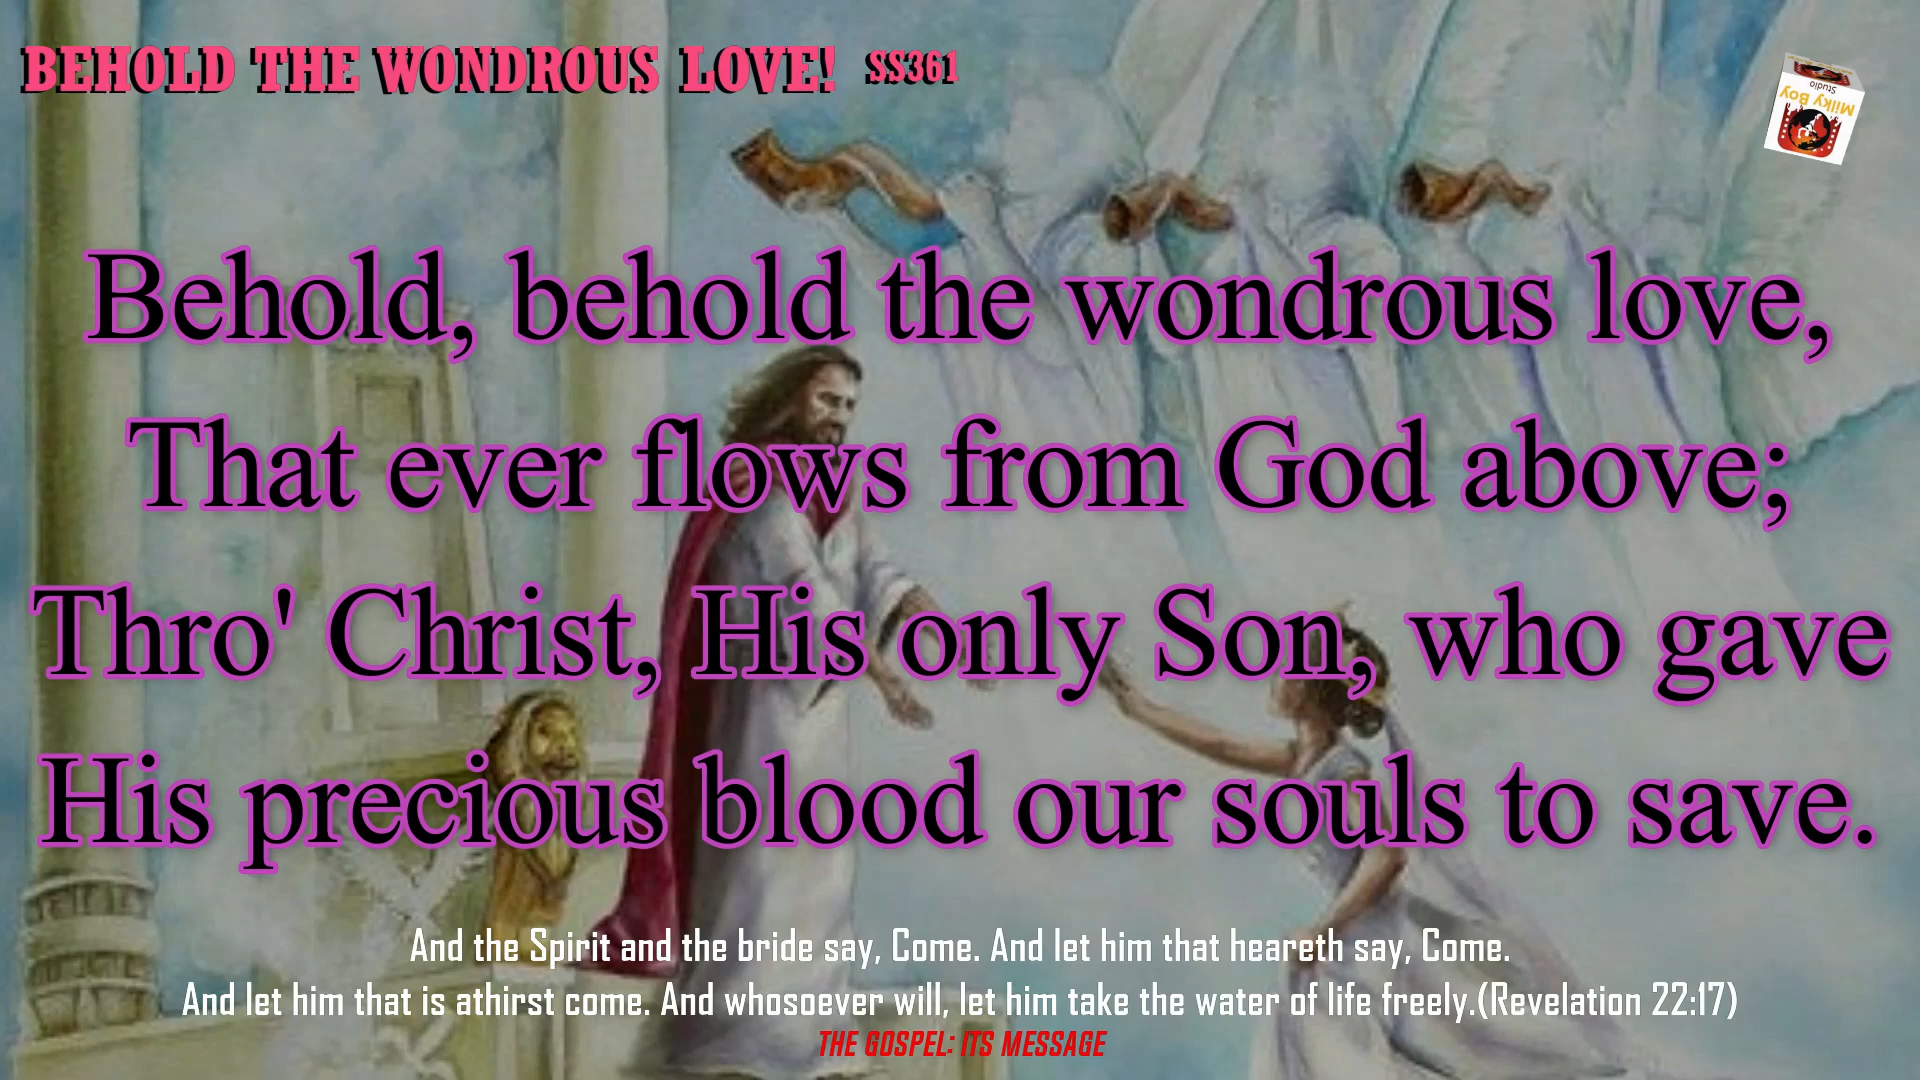 BEHOLD THE WONDROUS LOVE! SS361
Milky Boy
Studio
Behold, behold the wondrous love,
That ever flows from God above;
Thro' Christ, His only Son, who gave
His precious blood our souls to save.
And the Spirit and the bride say, Come. And let him that heareth say, Come.
And let him that is athirst come. And whosoever will, let him take the water of life freely.(Revelation 22:17)
THE GOSPEL: ITS MESSAGE